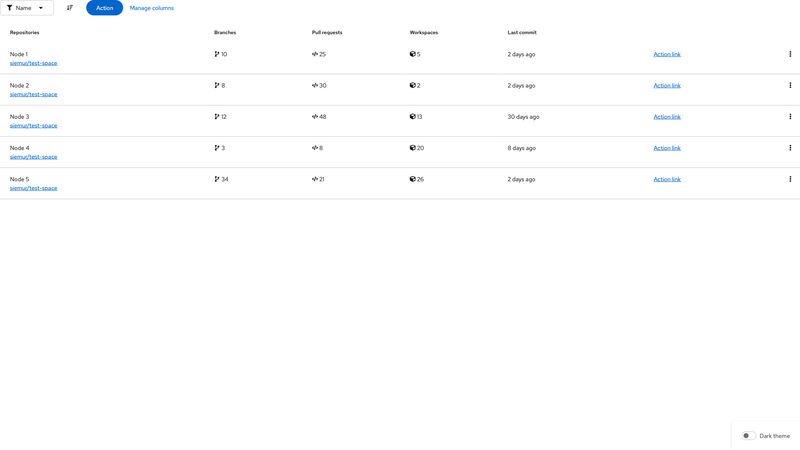 Name Action Manage columns
Repositories Branches Pull requests Workspaces Last commit
Node 1 10 25 5 2 days ago Action link
siemur/test-space
Node 2 8 30 2 2 days ago Action link
siemur/test-space
Node 3 12 48 13 30 days ago Action link
siemur/test-space
Node 4 3 8 20 8 days ago Action link
siemur/test-space
Node 5 34 21 26 2 days ago Action link
siemur/test-space
Dark theme